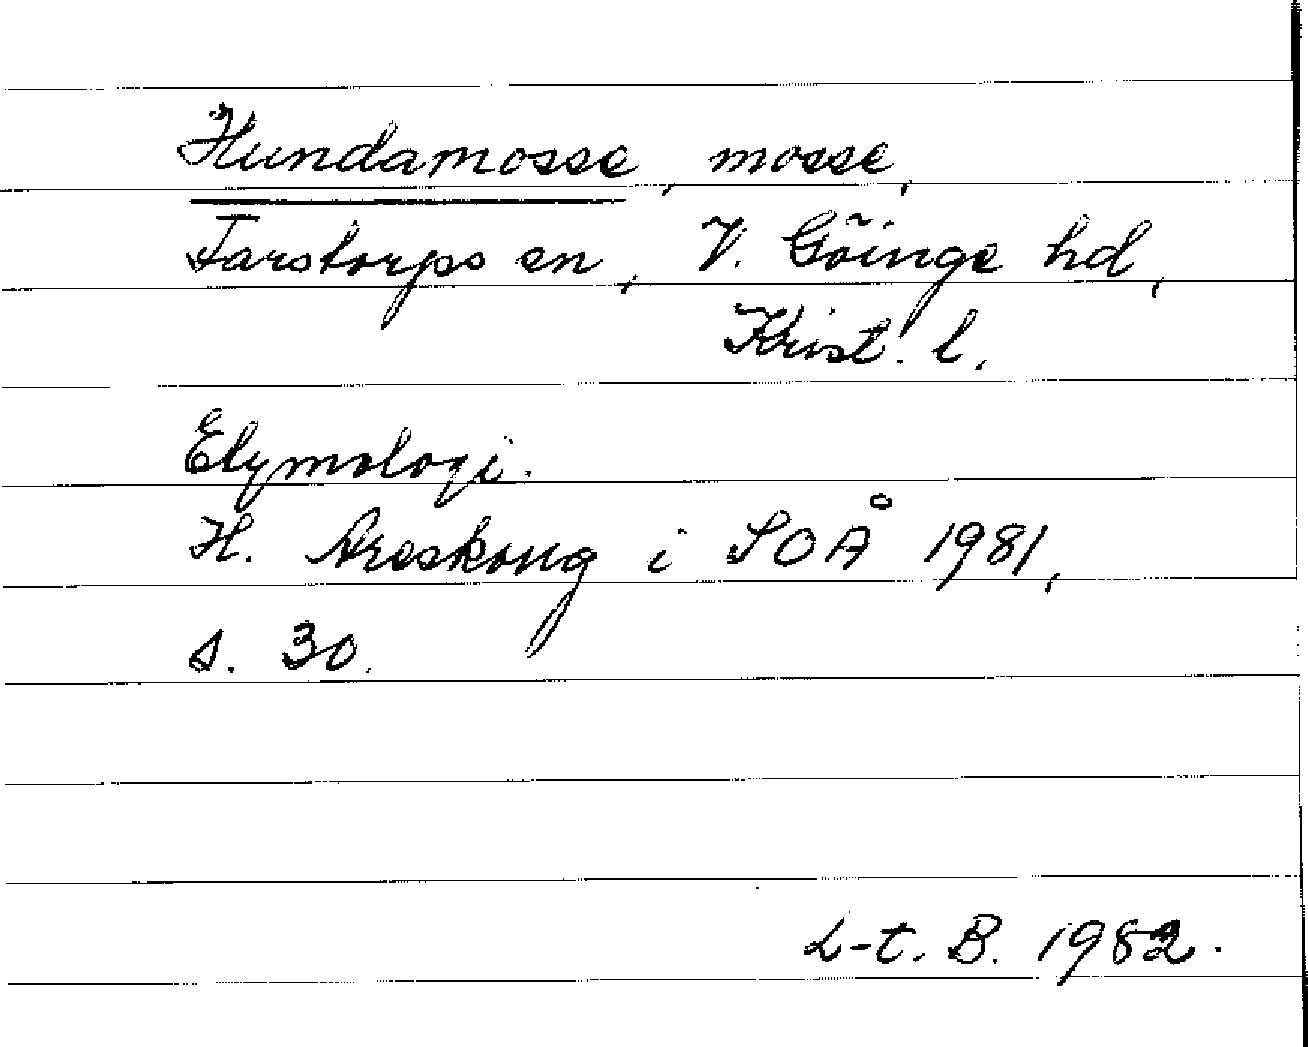 Hundamosse, mosse,
Farstorps sn, V. Göinge hd,
Krist. l.
Etymologi.
H. Areskoug i SOÅ 1981,
s. 30.
L-t. B. 1982.